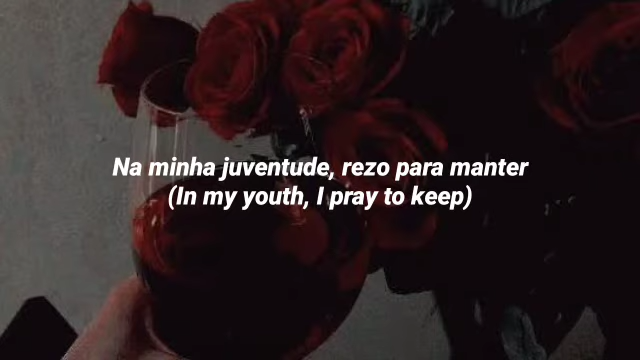 Na minha juventude, rezo para manter
(In my youth, I pray to keep)